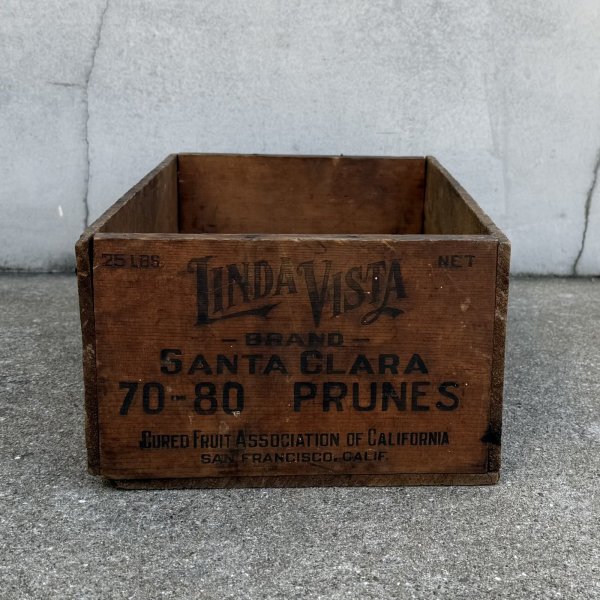 25 LBS. NET
LINDA VISTA
- BRAND -
SANTA CLARA
70-80 PRUNES
CURED FRUIT ASSOCIATION OF CALIFORNIA
SAN FRANCISCO, CALIF.